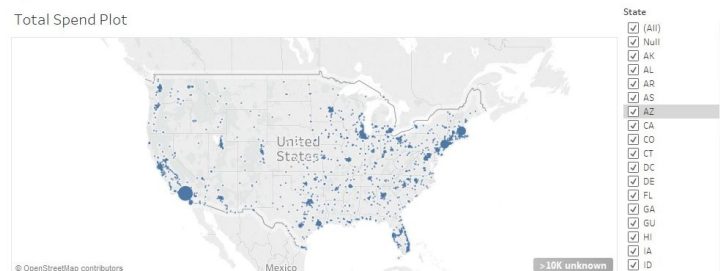 Total Spend Plot
United
States
Mexico
© OpenStreetMap contributors
>10K unknown
State
(All)
Null
AK
AL
AR
AS
AZ
CA
CO
CT
DC
DE
FL
GA
GU
HI
IA
ID